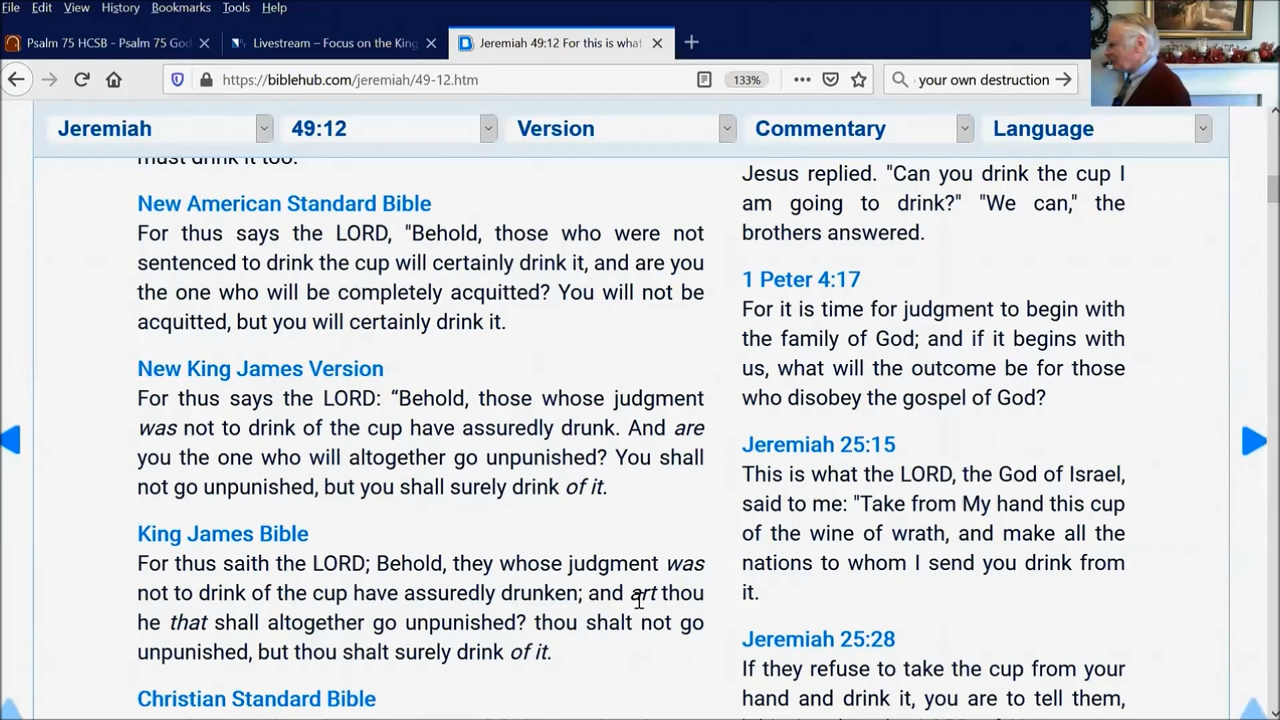 File Edit View History Bookmarks Tools Help
Psalm 75 HCSB - Psalm 75 God
Livestream – Focus on the King
Jeremiah 49:12 For this is what
https://biblehub.com/jeremiah/49-12.htm
133%
your own destruction
Jeremiah 49:12 Version Commentary Language
must drink it too.
New American Standard Bible
For thus says the LORD, "Behold, those who were not
sentenced to drink the cup will certainly drink it, and are you
the one who will be completely acquitted? You will not be
acquitted, but you will certainly drink it.
New King James Version
For thus says the LORD: “Behold, those whose judgment
was not to drink of the cup have assuredly drunk. And are
you the one who will altogether go unpunished? You shall
not go unpunished, but you shall surely drink of it.
King James Bible
For thus saith the LORD; Behold, they whose judgment was
not to drink of the cup have assuredly drunken; and art thou
he that shall altogether go unpunished? thou shalt not go
unpunished, but thou shalt surely drink of it.
Christian Standard Bible
Jesus replied. "Can you drink the cup I
am going to drink?" "We can," the
brothers answered.
1 Peter 4:17
For it is time for judgment to begin with
the family of God; and if it begins with
us, what will the outcome be for those
who disobey the gospel of God?
Jeremiah 25:15
This is what the LORD, the God of Israel,
said to me: "Take from My hand this cup
of the wine of wrath, and make all the
nations to whom I send you drink from
it.
Jeremiah 25:28
If they refuse to take the cup from your
hand and drink it, you are to tell them,